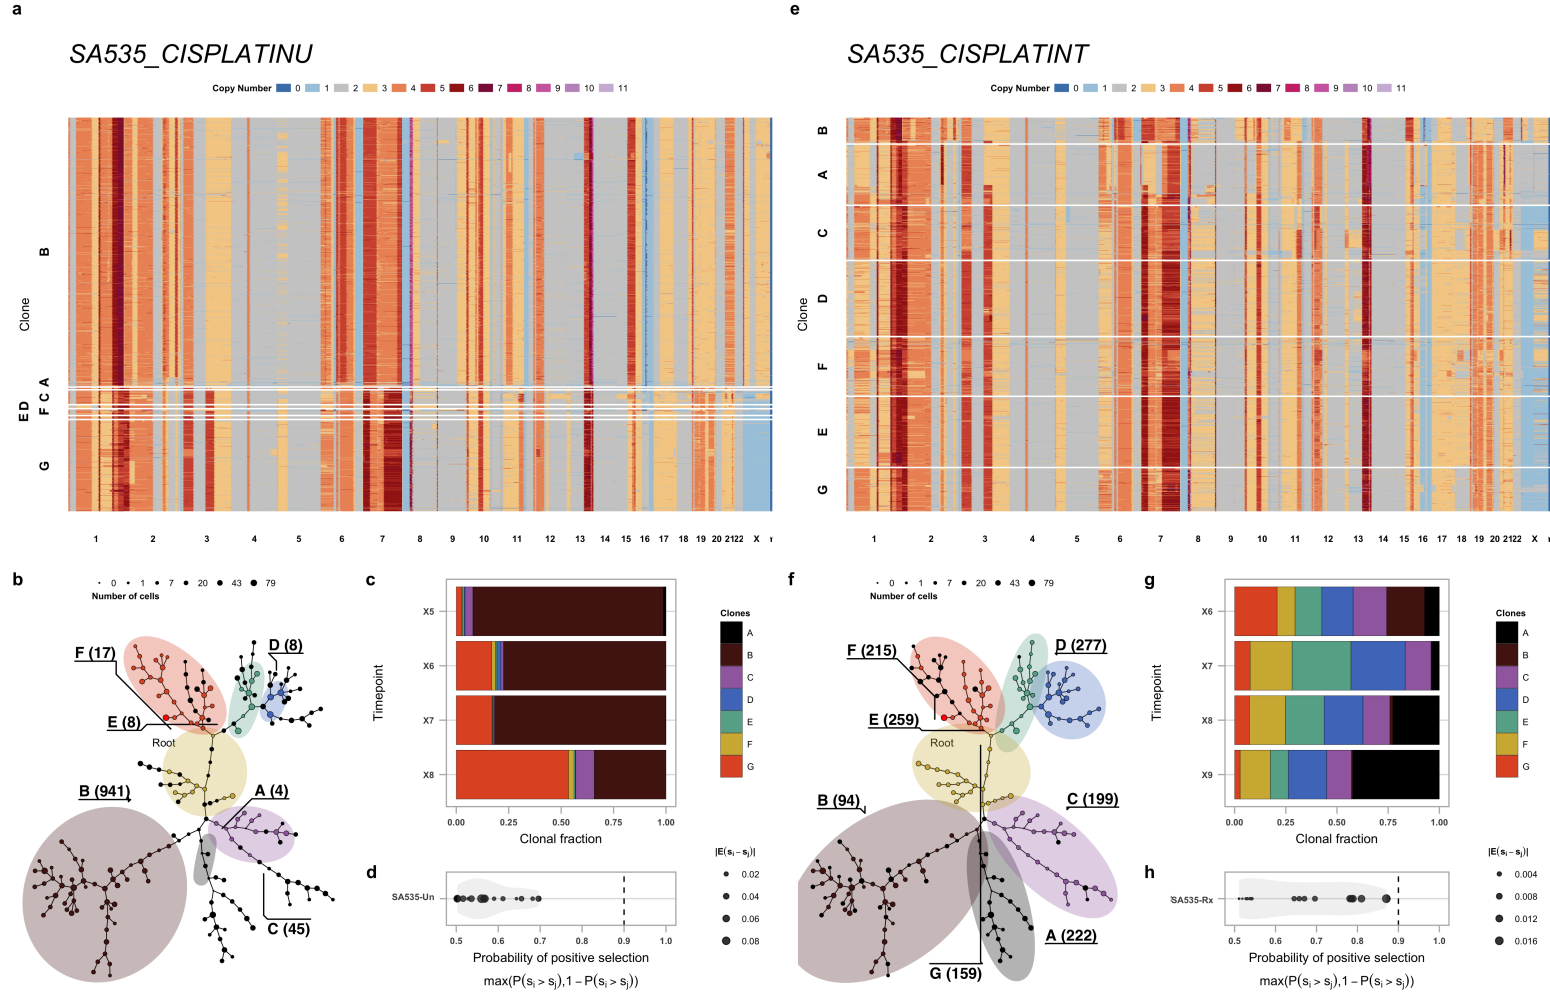 a
SA535_CISPLATINU
Copy Number 0 1 2 3 4 5 6 7 8 9 10 11
Clone
B
A
C
D
F
E
G
1 2 3 4 5 6 7 8 9 10 11 12 13 14 15 16 17 18 19 20 21 22 X
e
SA535_CISPLATINT
Copy Number 0 1 2 3 4 5 6 7 8 9 10 11
Clone
B
A
C
D
F
E
G
1 2 3 4 5 6 7 8 9 10 11 12 13 14 15 16 17 18 19 20 21 22 X
b
0 1 7 20 43 79
Number of cells
F (17)
D (8)
E (8)
Root
B (941)
A (4)
C (45)
c
Timepoint
X5
X6
X7
X8
0.00 0.25 0.50 0.75 1.00
Clonal fraction
Clones
A
B
C
D
E
F
G
d
SA535-Un
0.5 0.6 0.7 0.8 0.9 1.0
Probability of positive selection
max(P(si > sj),1 − P(si > sj))
|E(si − sj)|
0.02
0.04
0.06
0.08
f
0 1 7 20 43 79
Number of cells
F (215)
D (277)
E (259)
Root
B (94)
C (199)
A (222)
G (159)
g
Timepoint
X6
X7
X8
X9
0.00 0.25 0.50 0.75 1.00
Clonal fraction
Clones
A
B
C
D
E
F
G
h
SA535-Rx
0.5 0.6 0.7 0.8 0.9 1.0
Probability of positive selection
max(P(si > sj),1 − P(si > sj))
|E(si − sj)|
0.004
0.008
0.012
0.016